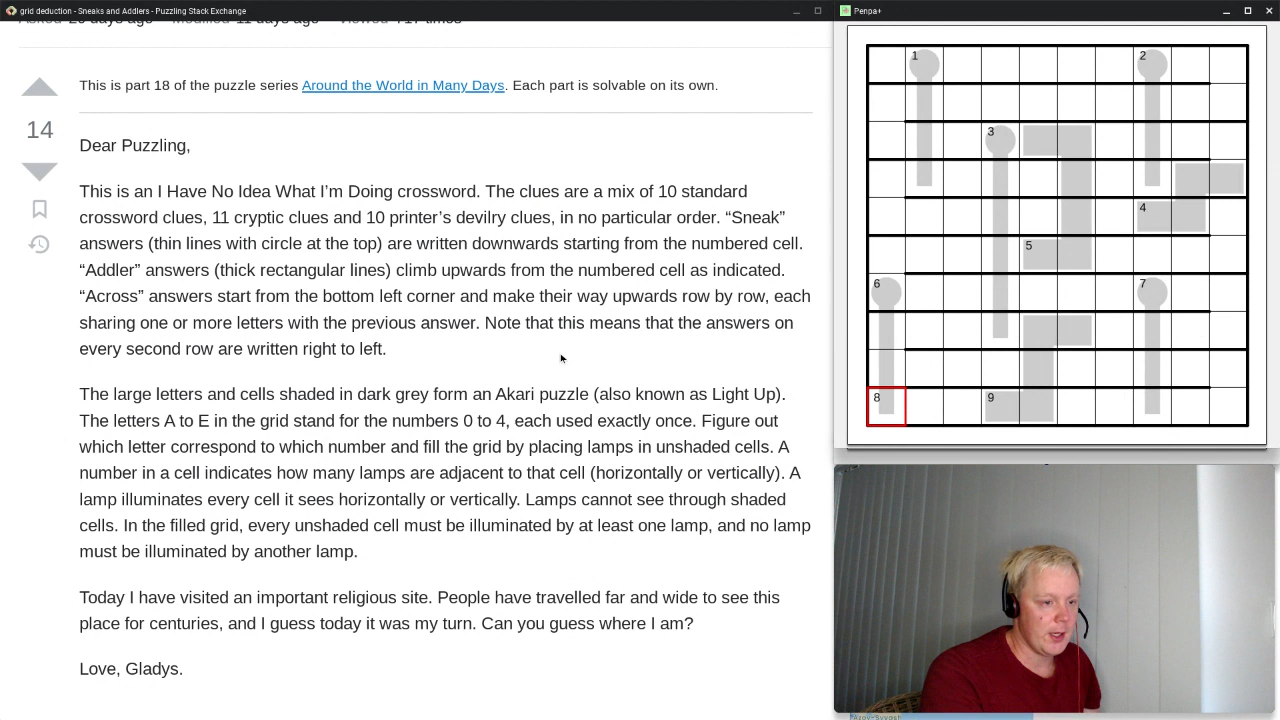 grid deduction - Sneaks and Addlers - Puzzling Stack Exchange
Penpa+
14
This is part 18 of the puzzle series Around the World in Many Days. Each part is solvable on its own.
Dear Puzzling,
This is an I Have No Idea What I’m Doing crossword. The clues are a mix of 10 standard
crossword clues, 11 cryptic clues and 10 printer’s devilry clues, in no particular order. “Sneak”
answers (thin lines with circle at the top) are written downwards starting from the numbered cell.
“Addler” answers (thick rectangular lines) climb upwards from the numbered cell as indicated.
“Across” answers start from the bottom left corner and make their way upwards row by row, each
sharing one or more letters with the previous answer. Note that this means that the answers on
every second row are written right to left.
The large letters and cells shaded in dark grey form an Akari puzzle (also known as Light Up).
The letters A to E in the grid stand for the numbers 0 to 4, each used exactly once. Figure out
which letter correspond to which number and fill the grid by placing lamps in unshaded cells. A
number in a cell indicates how many lamps are adjacent to that cell (horizontally or vertically). A
lamp illuminates every cell it sees horizontally or vertically. Lamps cannot see through shaded
cells. In the filled grid, every unshaded cell must be illuminated by at least one lamp, and no lamp
must be illuminated by another lamp.
Today I have visited an important religious site. People have travelled far and wide to see this
place for centuries, and I guess today it was my turn. Can you guess where I am?
Love, Gladys.
1
2
3
4
5
6
7
8
9